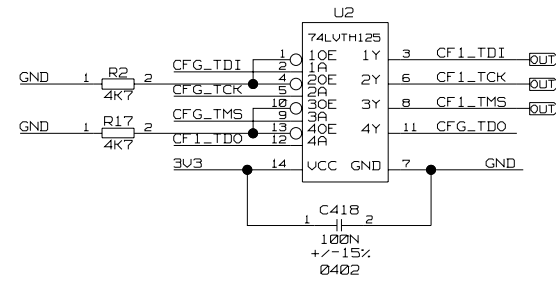 U2
74LVTH125
1 1OE 1Y 3 CF1_TDI OUT
CFG_TDI 2 1A
GND 1 R2 2 4 2OE 2Y 6 CF1_TCK OUT
4K7
CFG_TCK 5 2A
10 3OE 3Y 8 CF1_TMS OUT
CFG_TMS 9 3A
GND 1 R17 2 13 4OE 4Y 11 CFG_TDO
4K7
CF1_TDO 12 4A
3V3 14 VCC GND 7 GND
C418
1 2
100N
+/-15%
0402